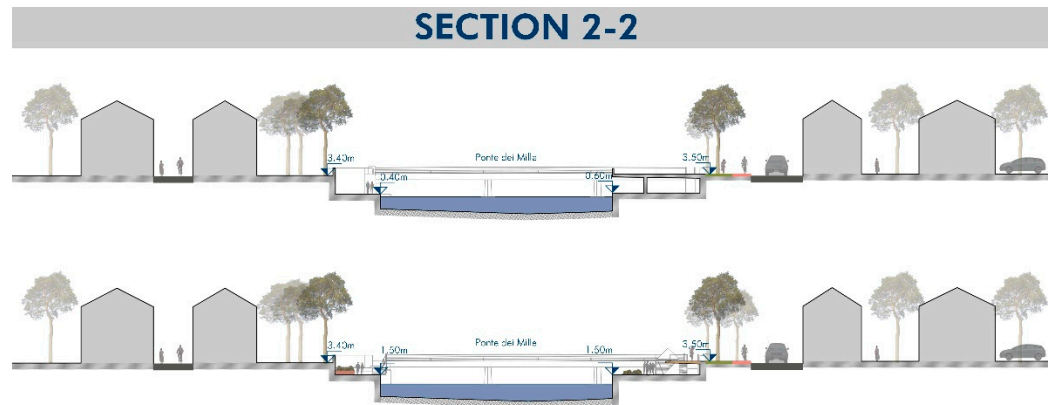 SECTION 2-2
3.40m Ponte dei Mille 3.50m
0.40m 0.60m
3.40m 1.50m Ponte dei Mille 1.50m 3.50m